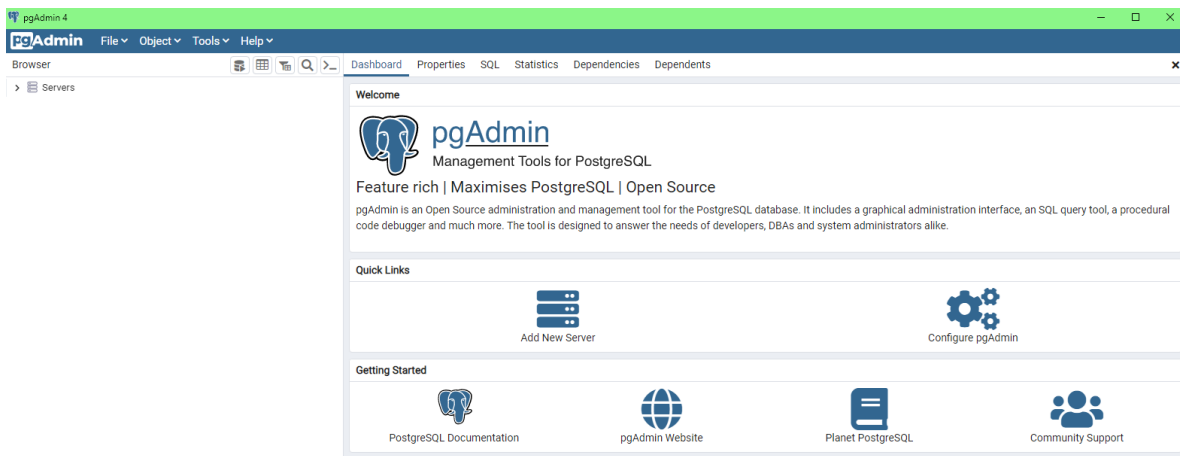 pgAdmin 4
pgAdmin File Object Tools Help
Browser
Dashboard Properties SQL Statistics Dependencies Dependents
Servers
Welcome
pgAdmin
Management Tools for PostgreSQL
Feature rich | Maximises PostgreSQL | Open Source
pgAdmin is an Open Source administration and management tool for the PostgreSQL database. It includes a graphical administration interface, an SQL query tool, a procedural
code debugger and much more. The tool is designed to answer the needs of developers, DBAs and system administrators alike.
Quick Links
Add New Server
Configure pgAdmin
Getting Started
PostgreSQL Documentation
pgAdmin Website
Planet PostgreSQL
Community Support